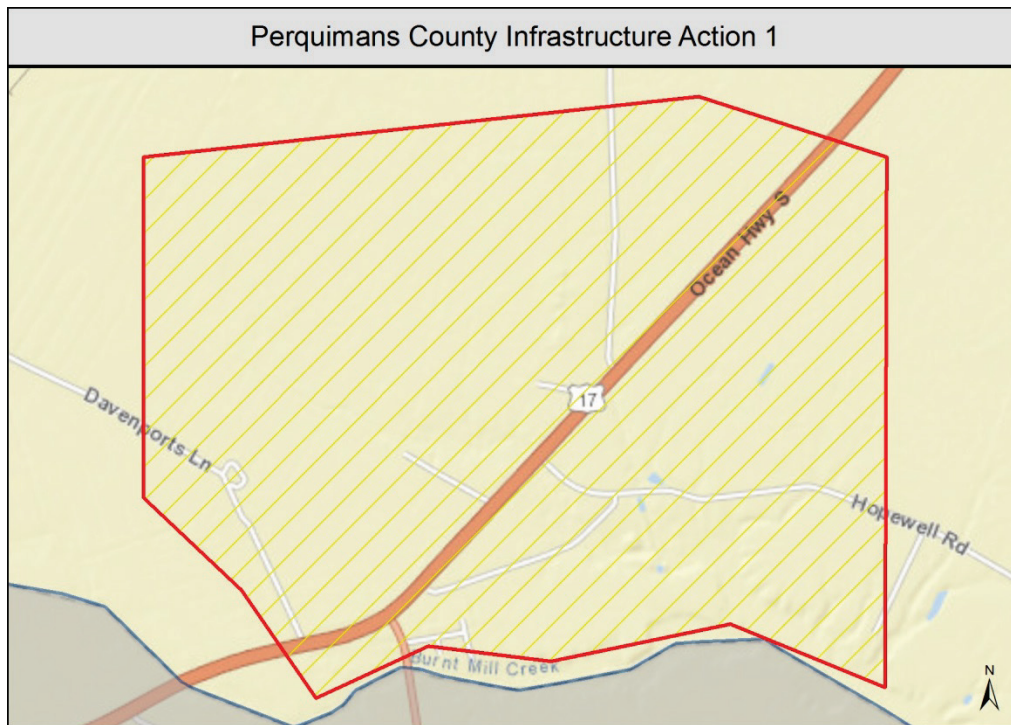 Perquimans County Infrastructure Action 1
Ocean Hwy S
17
Davenports Ln
Hopewell Rd
Burnt Mill Creek
N